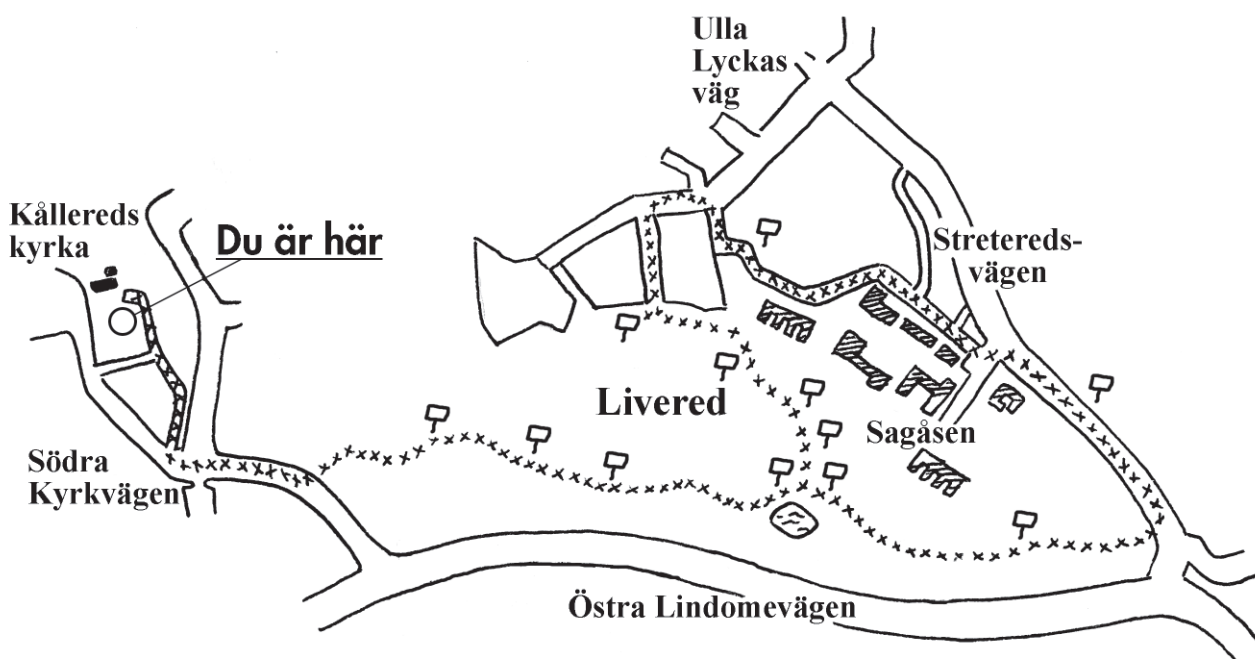 Ulla
Lyckas
väg
Kållereds
kyrka
Du är här
Stretereds-
vägen
Livered
Sagåsen
Södra
Kyrkvägen
Östra Lindomevägen